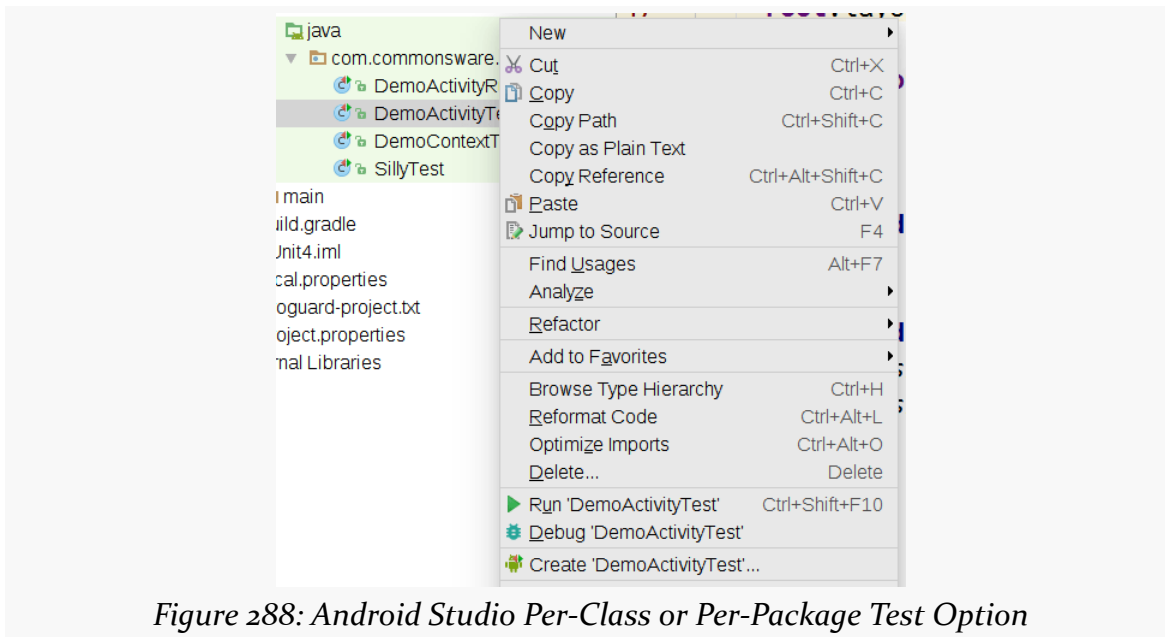 java
com.commonsware.
DemoActivityR
DemoActivityTe
DemoContextT
SillyTest
main
ild.gradle
Unit4.iml
cal.properties
oguard-project.txt
oject.properties
nal Libraries
New
Cut Ctrl+X
Copy Ctrl+C
Copy Path Ctrl+Shift+C
Copy as Plain Text
Copy Reference Ctrl+Alt+Shift+C
Paste Ctrl+V
Jump to Source F4
Find Usages Alt+F7
Analyze
Refactor
Add to Favorites
Browse Type Hierarchy Ctrl+H
Reformat Code Ctrl+Alt+L
Optimize Imports Ctrl+Alt+O
Delete... Delete
Run 'DemoActivityTest' Ctrl+Shift+F10
Debug 'DemoActivityTest'
Create 'DemoActivityTest'...
Figure 288: Android Studio Per-Class or Per-Package Test Option